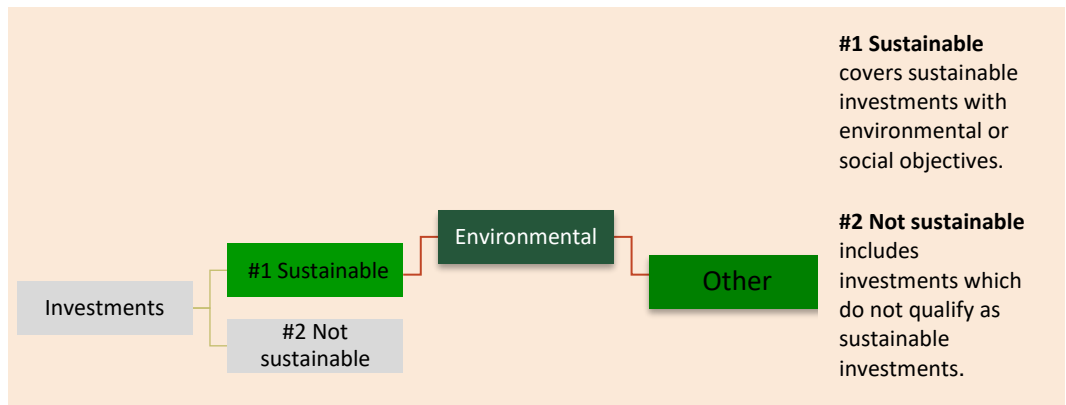 Investments
#1 Sustainable
#2 Not
sustainable
Environmental
Other
#1 Sustainable
covers sustainable
investments with
environmental or
social objectives.
#2 Not sustainable
includes
investments which
do not qualify as
sustainable
investments.